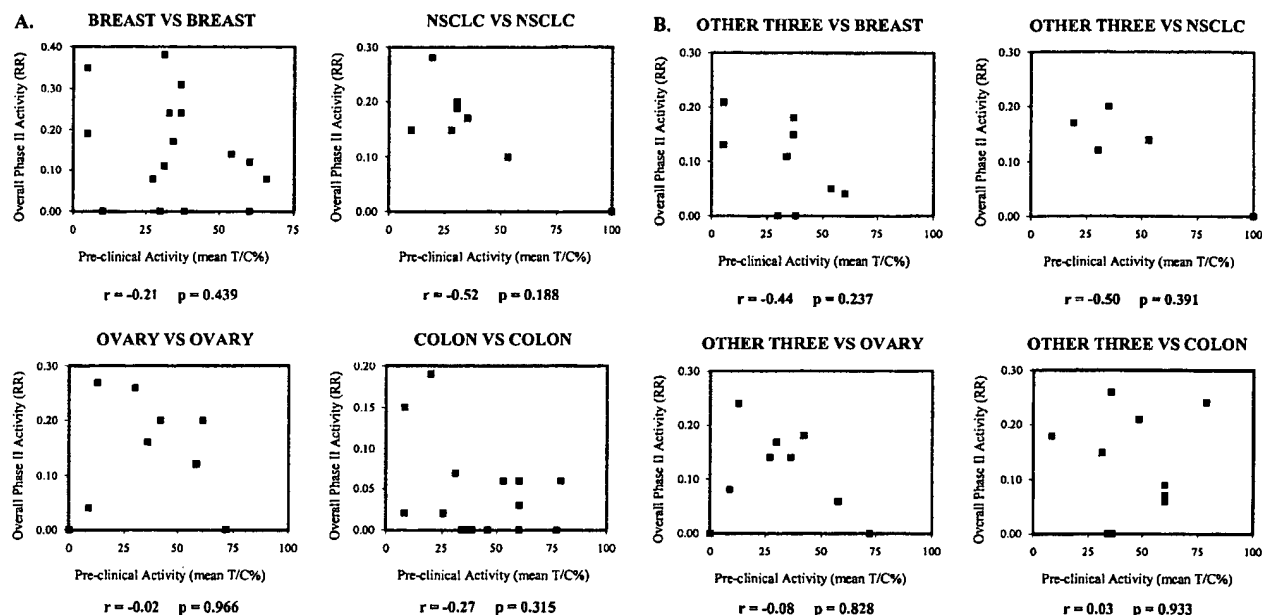 A.
BREAST VS BREAST
Overall Phase II Activity (RR)
0.40
0.30
0.20
0.10
0.00
0
25
50
75
Pre-clinical Activity (mean T/C%)
r = -0.21 p = 0.439
NSCLC VS NSCLC
Overall Phase II Activity (RR)
0.30
0.20
0.10
0.00
0
25
50
75
100
Pre-clinical Activity (mean T/C%)
r = -0.52 p = 0.188
OVARY VS OVARY
Overall Phase II Activity (RR)
0.30
0.20
0.10
0.00
0
25
50
75
100
Pre-clinical Activity (mean T/C%)
r = -0.02 p = 0.966
COLON VS COLON
Overall Phase II Activity (RR)
0.20
0.15
0.10
0.05
0.00
0
25
50
75
100
Pre-clinical Activity (mean T/C%)
r = -0.27 p = 0.315
B.
OTHER THREE VS BREAST
Overall Phase II Activity (RR)
0.30
0.20
0.10
0.00
0
25
50
75
100
Pre-clinical Activity (mean T/C%)
r = -0.44 p = 0.237
OTHER THREE VS NSCLC
Overall Phase II Activity (RR)
0.30
0.20
0.10
0.00
0
25
50
75
100
Pre-clinical Activity (mean T/C%)
r = -0.50 p = 0.391
OTHER THREE VS OVARY
Overall Phase II Activity (RR)
0.30
0.20
0.10
0.00
0
25
50
75
100
Pre-clinical Activity (mean T/C%)
r = -0.08 p = 0.828
OTHER THREE VS COLON
Overall Phase II Activity (RR)
0.30
0.20
0.10
0.00
0
25
50
75
100
Pre-clinical Activity (mean T/C%)
r = 0.03 p = 0.933